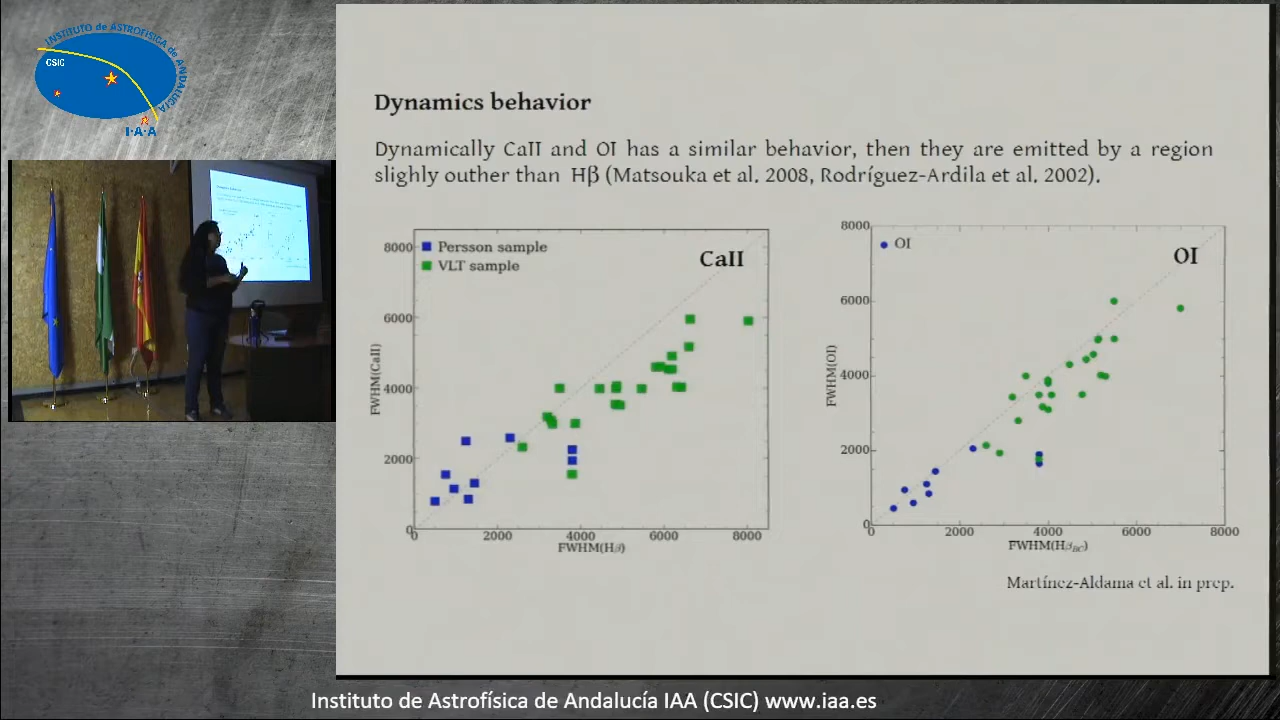 INSTITUTO de ASTROFÍSICA de ANDALUCÍA
CSIC
I·A·A
Dynamics behavior
Dynamically CaII and OI has a similar behavior, then they are emitted by a region
slighly outher than Hβ (Matsouka et al. 2008, Rodríguez-Ardila et al. 2002).
8000
6000
4000
2000
0
FWHM(CaII)
Persson sample
VLT sample
CaII
0 2000 4000 6000 8000
FWHM(Hβ)
8000
6000
4000
2000
0
FWHM(OI)
OI
OI
0 2000 4000 6000 8000
FWHM(Hβ_BC)
Martínez-Aldama et al. in prep.
Instituto de Astrofísica de Andalucía IAA (CSIC) www.iaa.es